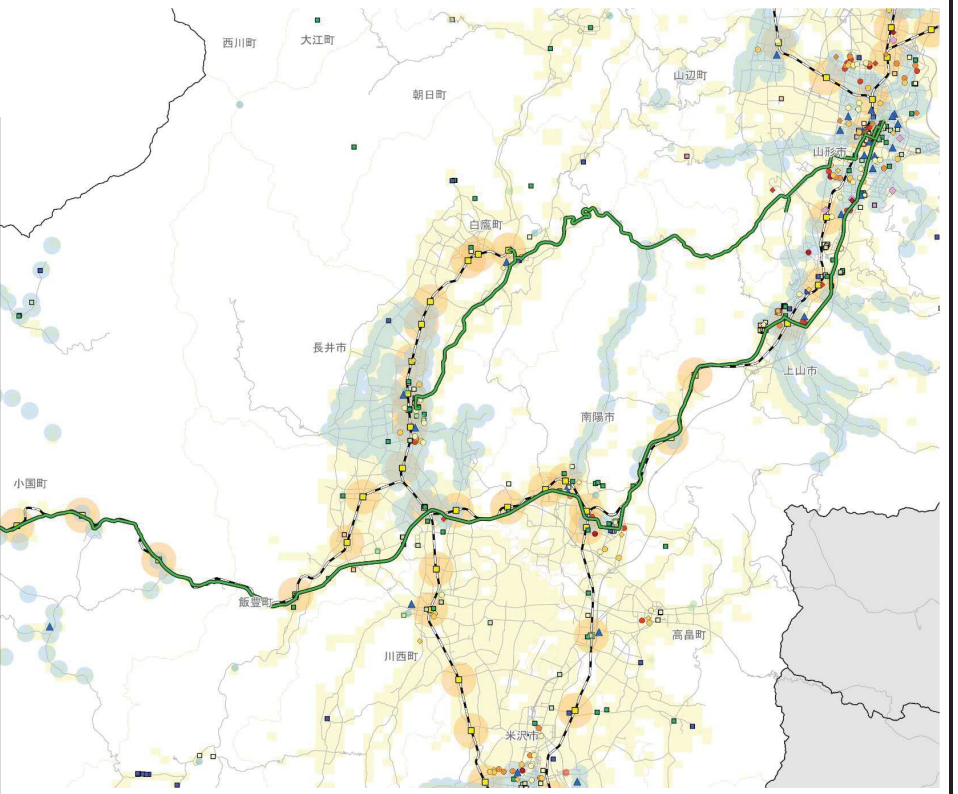 西川町
大江町
山辺町
朝日町
山形市
白鷹町
長井市
上山市
南陽市
小国町
飯豊町
高畠町
川西町
米沢市